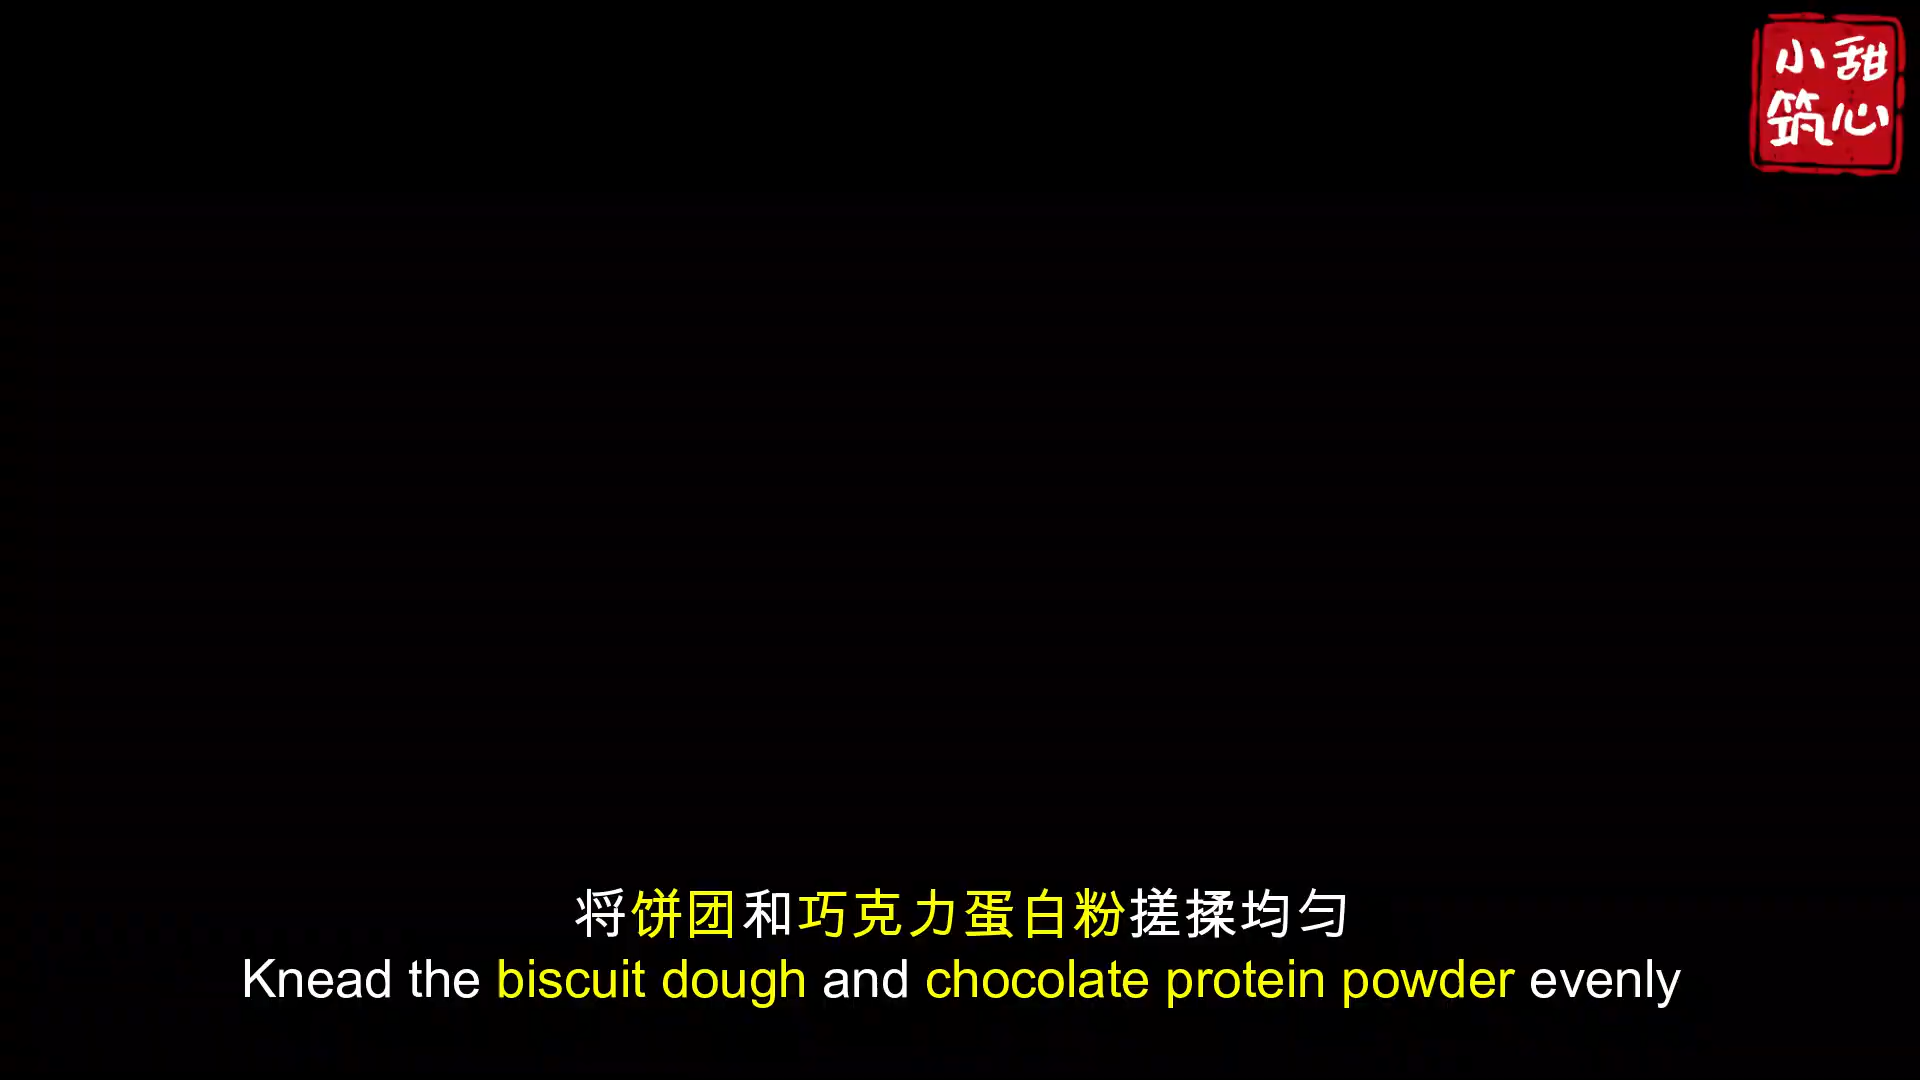 小甜
筑心
将饼团和巧克力蛋白粉搓揉均匀
Knead the biscuit dough and chocolate protein powder evenly